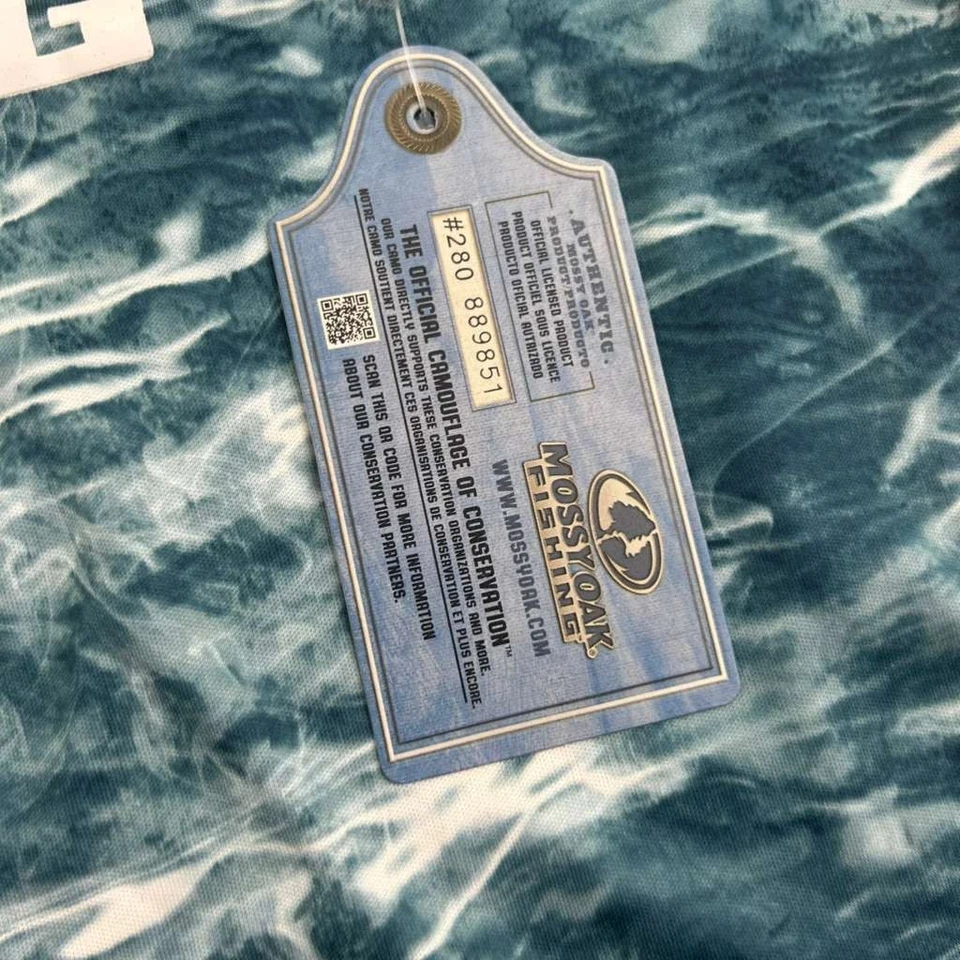 G
·AUTHENTIC·
MOSSY OAK
PRODUCT/PRODUCTO
OFFICIAL LICENSED PRODUCT
PRODUCT OFFICIEL SOUS LICENCE
PRODUCTO OFICIAL AUTRIZADO
MOSSY OAK®
FISHING
#280 889851
WWW.MOSSYOAK.COM
THE OFFICIAL CAMOUFLAGE OF CONSERVATION™
OUR CAMO DIRECTLY SUPPORTS THESE CONSERVATION ORGANIZATIONS AND MORE.
NOTRE CAMO SOUTIENT DIRECTEMENT CES ORGANISATIONS DE CONSERVATION ET PLUS ENCORE.
SCAN THIS QR CODE FOR MORE INFORMATION
ABOUT OUR CONSERVATION PARTNERS.